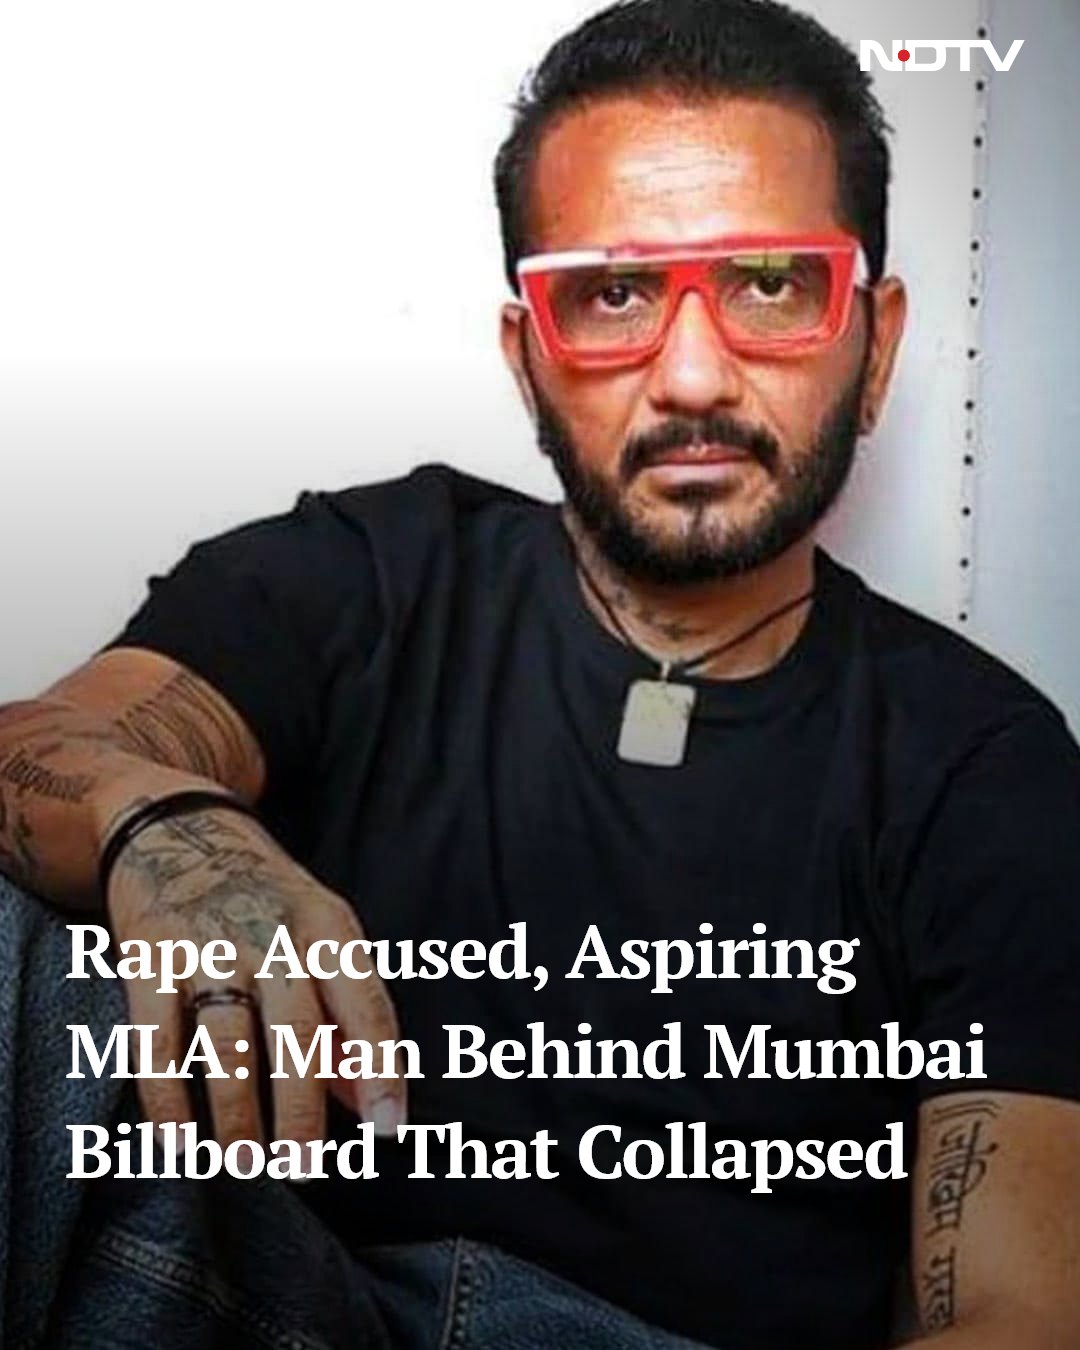 NDTV
Rape Accused, Aspiring
MLA: Man Behind Mumbai
Billboard That Collapsed